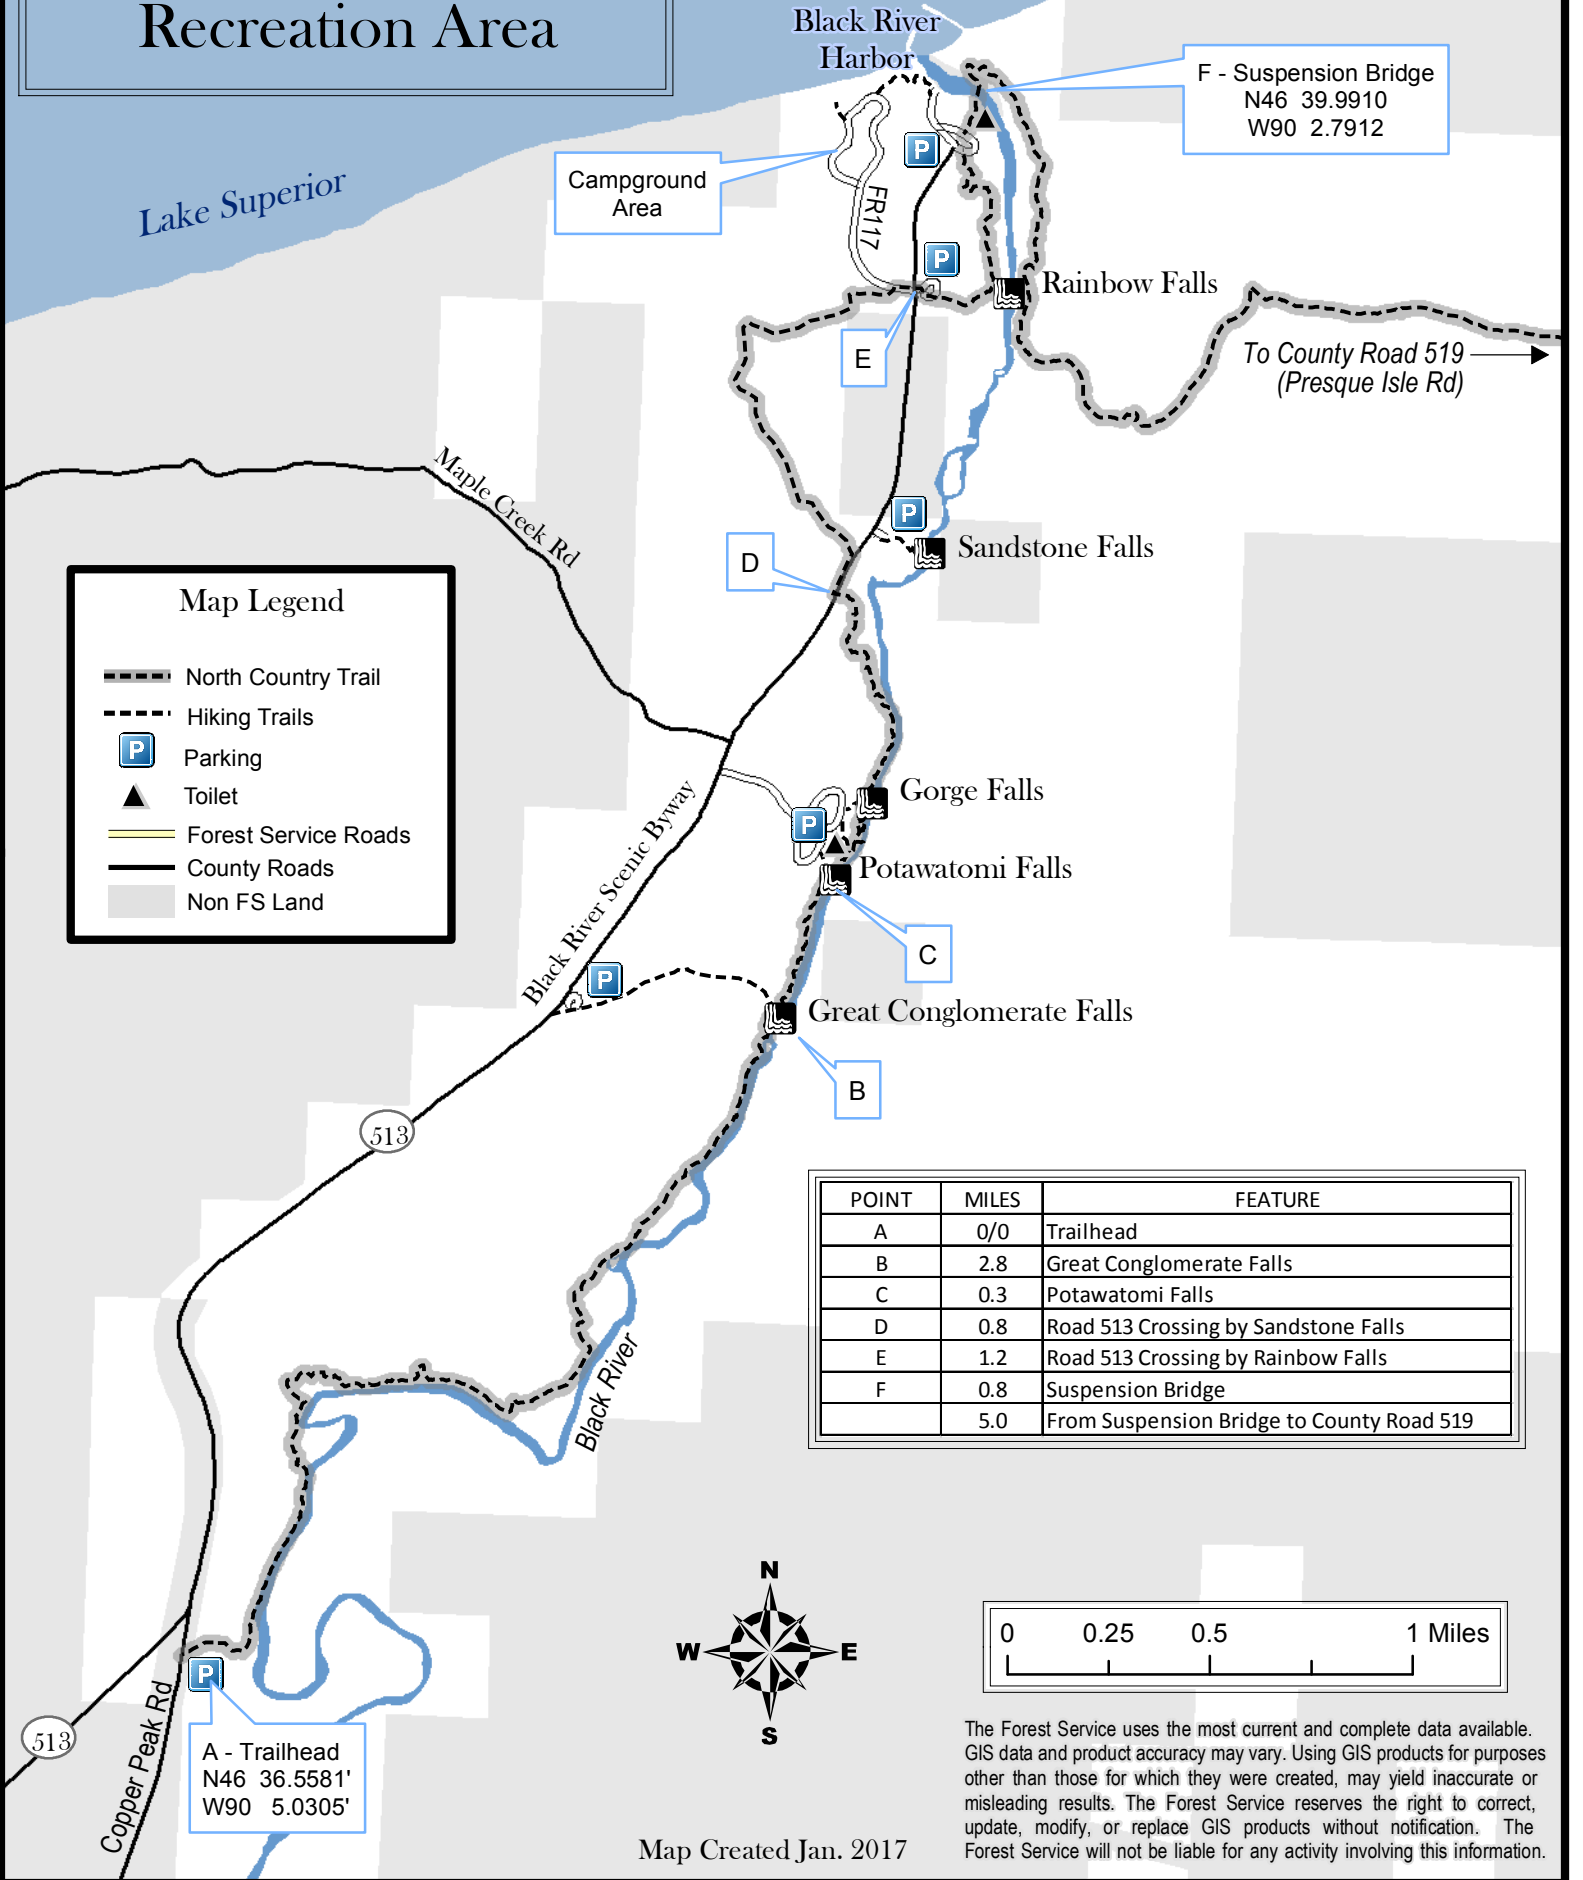 Recreation Area
Black River
Harbor
F - Suspension Bridge
N46  39.9910
W90  2.7912
Campground
Area
Lake Superior
FR117
P
P
Rainbow Falls
E
To County Road 519
(Presque Isle Rd)
Maple Creek Rd
P
Sandstone Falls
D
Map Legend
North Country Trail
Hiking Trails
P Parking
Toilet
Forest Service Roads
County Roads
Non FS Land
Gorge Falls
P
Potawatomi Falls
Black River Scenic Byway
C
P
Great Conglomerate Falls
B
513
POINT MILES FEATURE
A 0/0 Trailhead
B 2.8 Great Conglomerate Falls
C 0.3 Potawatomi Falls
D 0.8 Road 513 Crossing by Sandstone Falls
E 1.2 Road 513 Crossing by Rainbow Falls
F 0.8 Suspension Bridge
5.0 From Suspension Bridge to County Road 519
Black River
N
W E
S
0 0.25 0.5 1 Miles
P
513
Copper Peak Rd
A - Trailhead
N46  36.5581'
W90   5.0305'
The Forest Service uses the most current and complete data available.
GIS data and product accuracy may vary. Using GIS products for purposes
other than those for which they were created, may yield inaccurate or
misleading results. The Forest Service reserves the right to correct,
update, modify, or replace GIS products without notification. The
Forest Service will not be liable for any activity involving this information.
Map Created Jan. 2017